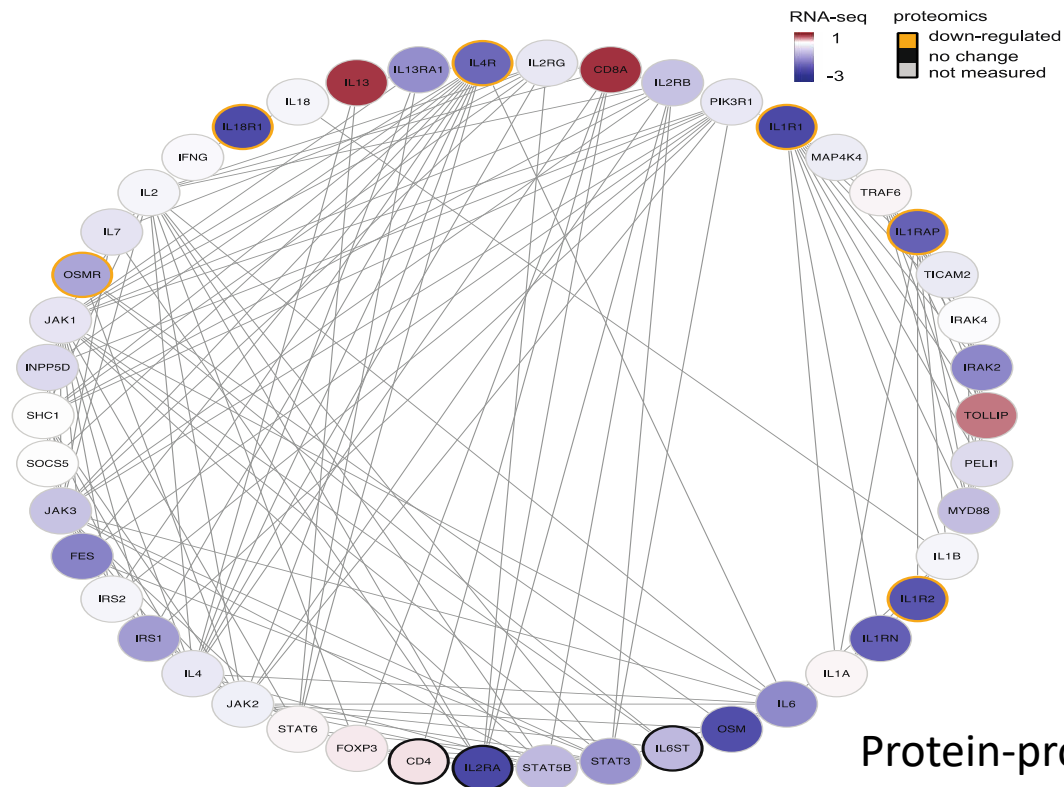 RNA-seq
proteomics
1
-3
down-regulated
no change
not measured
IL2RG
CD8A
IL2RB
PIK3R1
IL1R1
MAP4K4
TRAF6
IL1RAP
TICAM2
IRAK4
IRAK2
TOLLIP
PELI1
MYD88
IL1B
IL1R2
IL1RN
IL1A
IL6
OSM
IL6ST
STAT3
STAT5B
IL2RA
CD4
FOXP3
STAT6
JAK2
IL4
IRS1
IRS2
FES
JAK3
SOCS5
SHC1
INPP5D
JAK1
OSMR
IL7
IL2
IFNG
IL18R1
IL18
IL13
IL13RA1
IL4R
Protein-pro